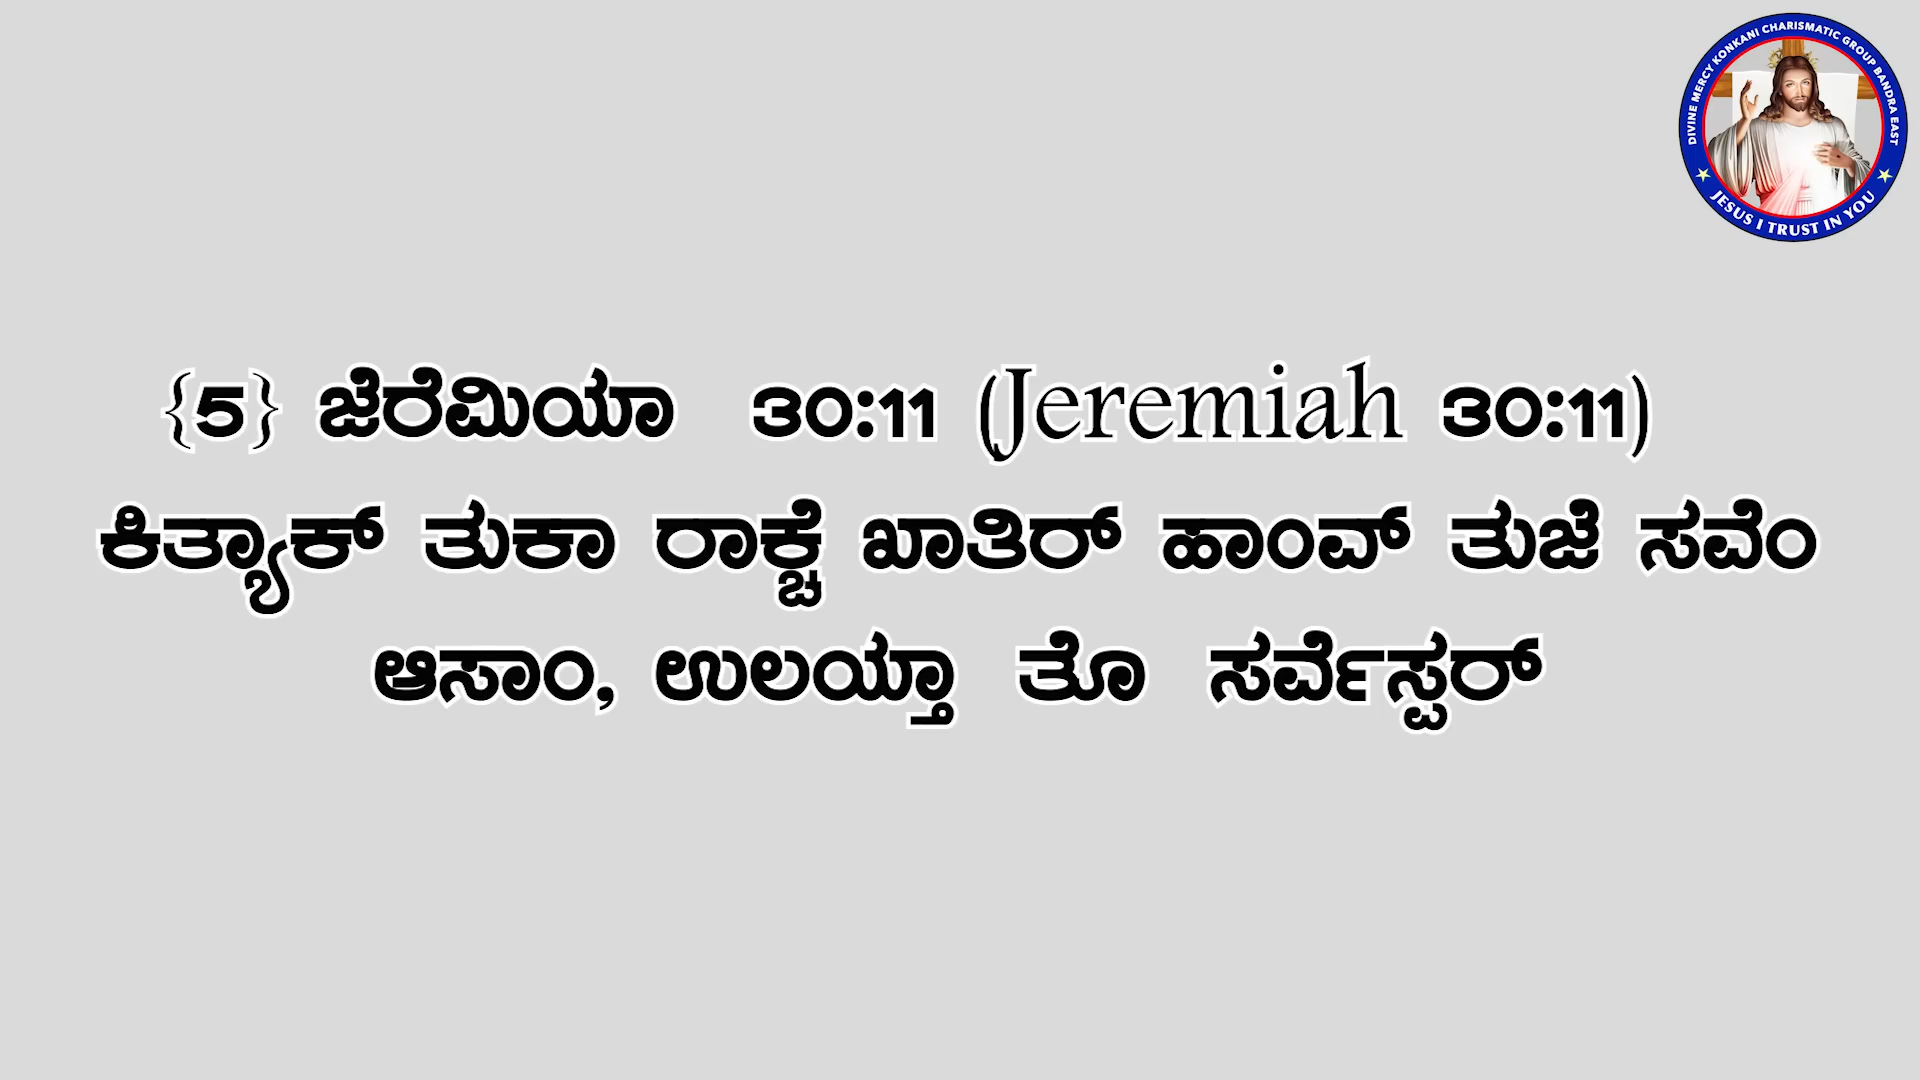 DIVINE MERCY KONKANI CHARISMATIC GROUP BANDRA EAST
JESUS I TRUST IN YOU
{5} ಜೆರೆಮಿಯಾ 30:11 (Jeremiah 30:11)
ಕಿತ್ಯಾಕ್ ತುಕಾ ರಾಕ್ಚೆ ಖಾತಿರ್ ಹಾಂವ್ ತುಜೆ ಸವೆಂ
ಆಸಾಂ, ಉಲಯ್ತಾ ತೊ ಸರ್ವೆಸ್ಪರ್